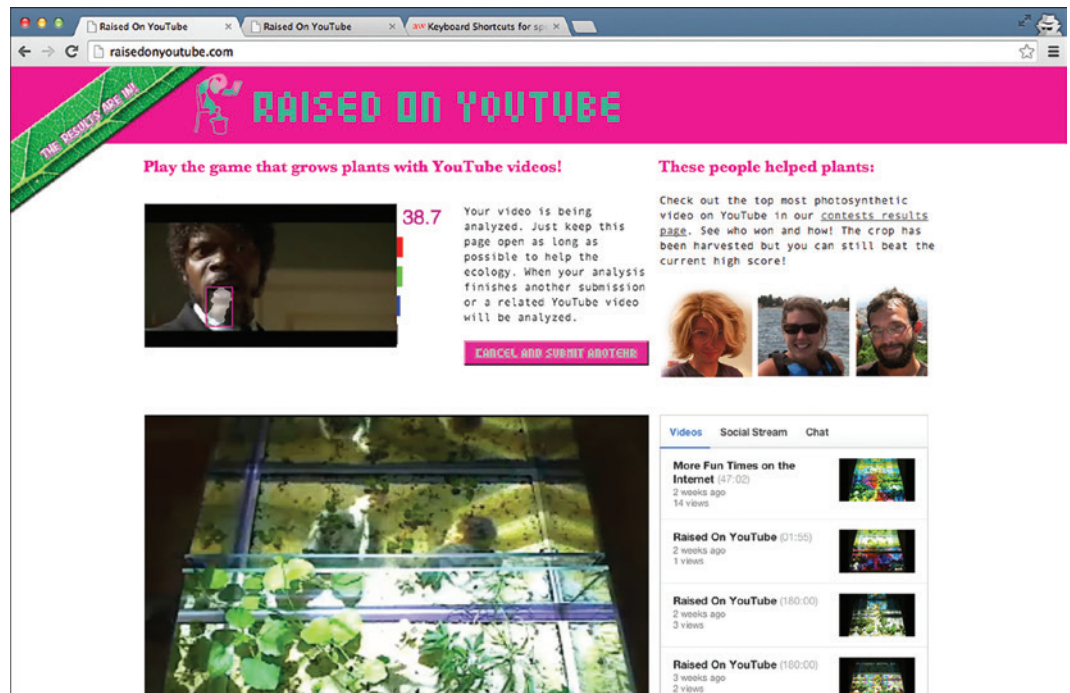 Raised On YouTube
Raised On YouTube
aw Keyboard Shortcuts for sp
raisedonyoutube.com
THE RESULTS ARE IN!
RAISED ON YOUTUBE
Play the game that grows plants with YouTube videos!
38.7
Your video is being
analyzed. Just keep this
page open as long as
possible to help the
ecology. When your analysis
finishes another submission
or a related YouTube video
will be analyzed.
CANCEL AND SUBMIT ANOTEHR
These people helped plants:
Check out the top most photosynthetic
video on YouTube in our contests results
page. See who won and how! The crop has
been harvested but you can still beat the
current high score!
Videos Social Stream Chat
More Fun Times on the
Internet (47:02)
2 weeks ago
14 views
Raised On YouTube (01:55)
2 weeks ago
1 views
Raised On YouTube (180:00)
2 weeks ago
3 views
Raised On YouTube (180:00)
3 weeks ago
2 views